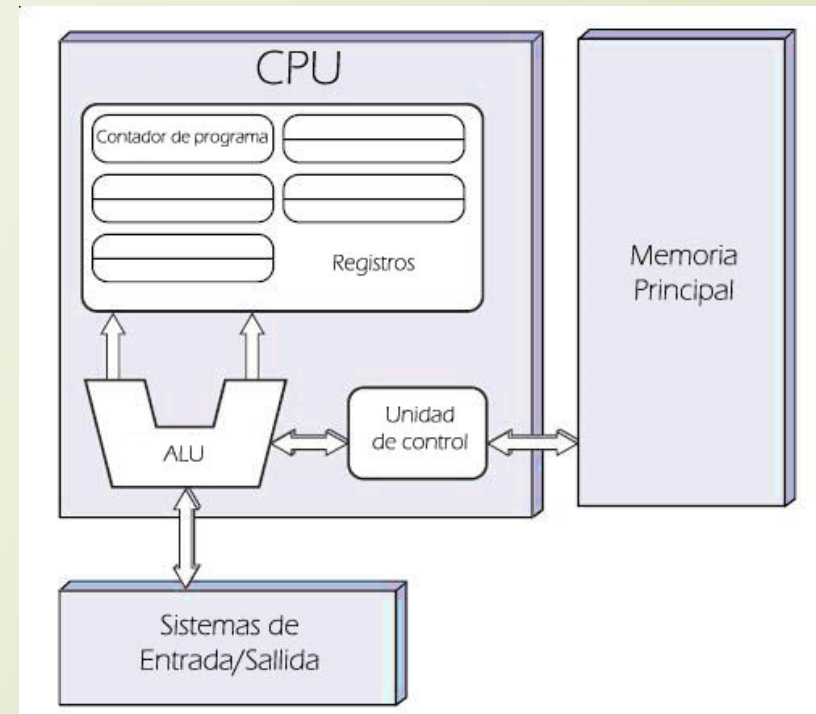 CPU
Contador de programa
Registros
Memoria
Principal
ALU
Unidad
de control
Sistemas de
Entrada/Sallida